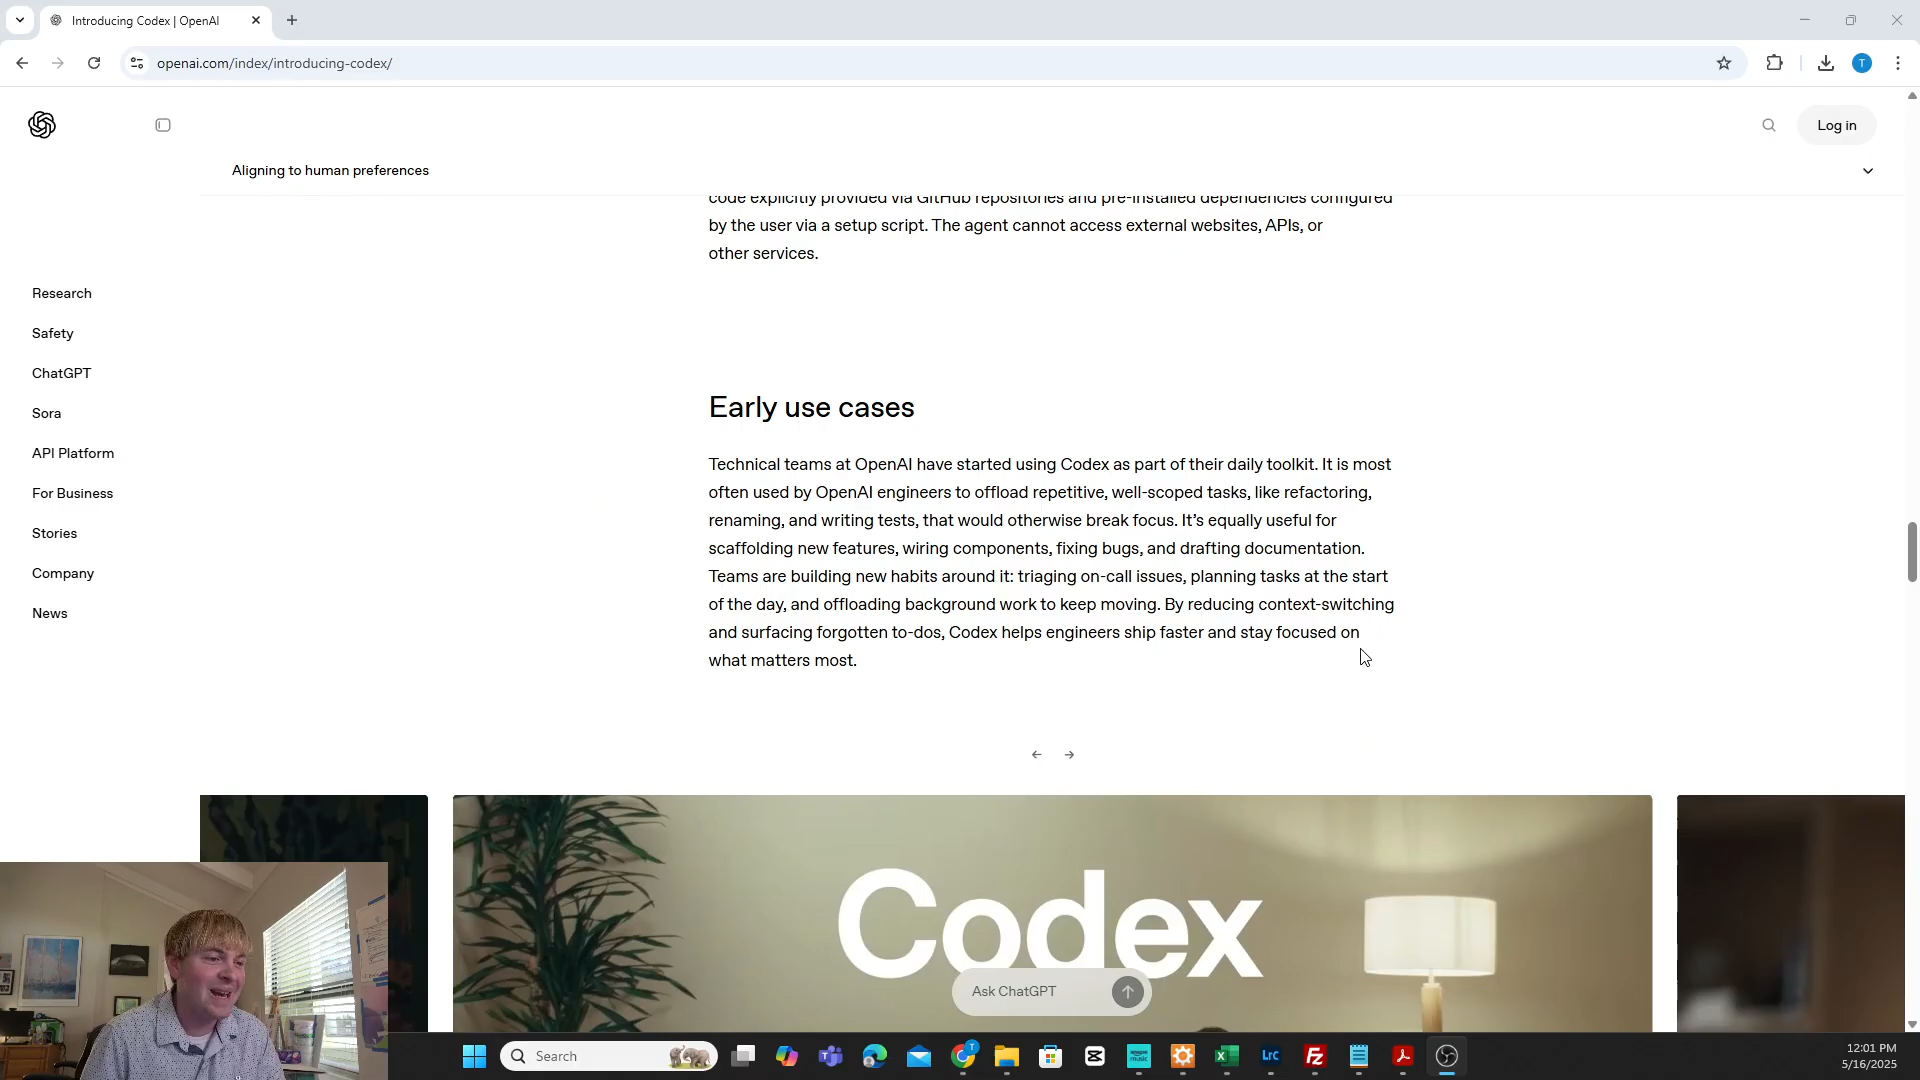 Introducing Codex | OpenAI
openai.com/index/introducing-codex/
T
Log in
Aligning to human preferences
code explicitly provided via GitHub repositories and pre-installed dependencies configured
by the user via a setup script. The agent cannot access external websites, APIs, or
other services.
Research
Safety
ChatGPT
Sora
API Platform
For Business
Stories
Company
News
Early use cases
Technical teams at OpenAI have started using Codex as part of their daily toolkit. It is most
often used by OpenAI engineers to offload repetitive, well-scoped tasks, like refactoring,
renaming, and writing tests, that would otherwise break focus. It’s equally useful for
scaffolding new features, wiring components, fixing bugs, and drafting documentation.
Teams are building new habits around it: triaging on-call issues, planning tasks at the start
of the day, and offloading background work to keep moving. By reducing context-switching
and surfacing forgotten to-dos, Codex helps engineers ship faster and stay focused on
what matters most.
Codex
Ask ChatGPT
Search
T
amazon music
Lrc
Fz
12:01 PM
5/16/2025